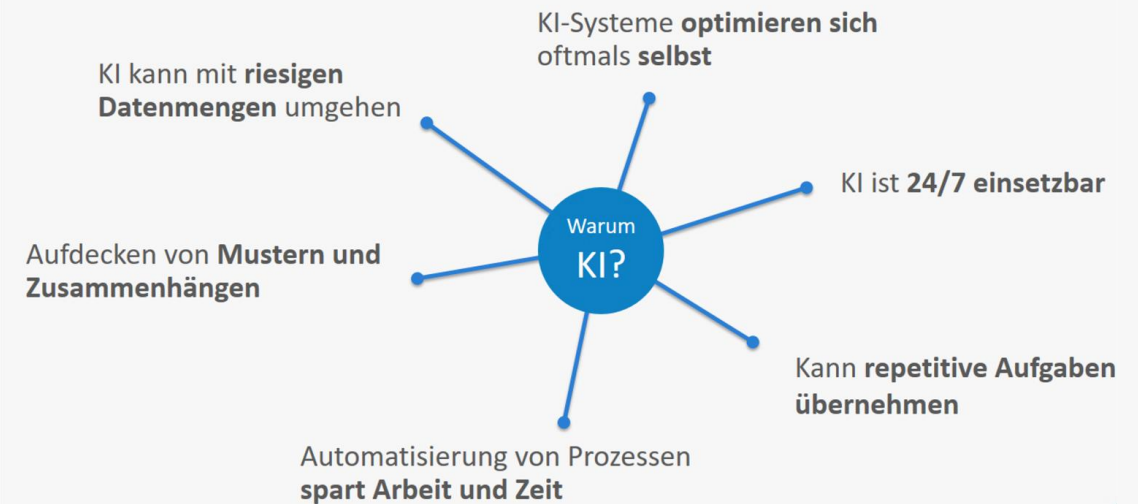 KI-Systeme optimieren sich
oftmals selbst
KI kann mit riesigen
Datenmengen umgehen
KI ist 24/7 einsetzbar
Warum
KI?
Aufdecken von Mustern und
Zusammenhängen
Kann repetitive Aufgaben
übernehmen
Automatisierung von Prozessen
spart Arbeit und Zeit